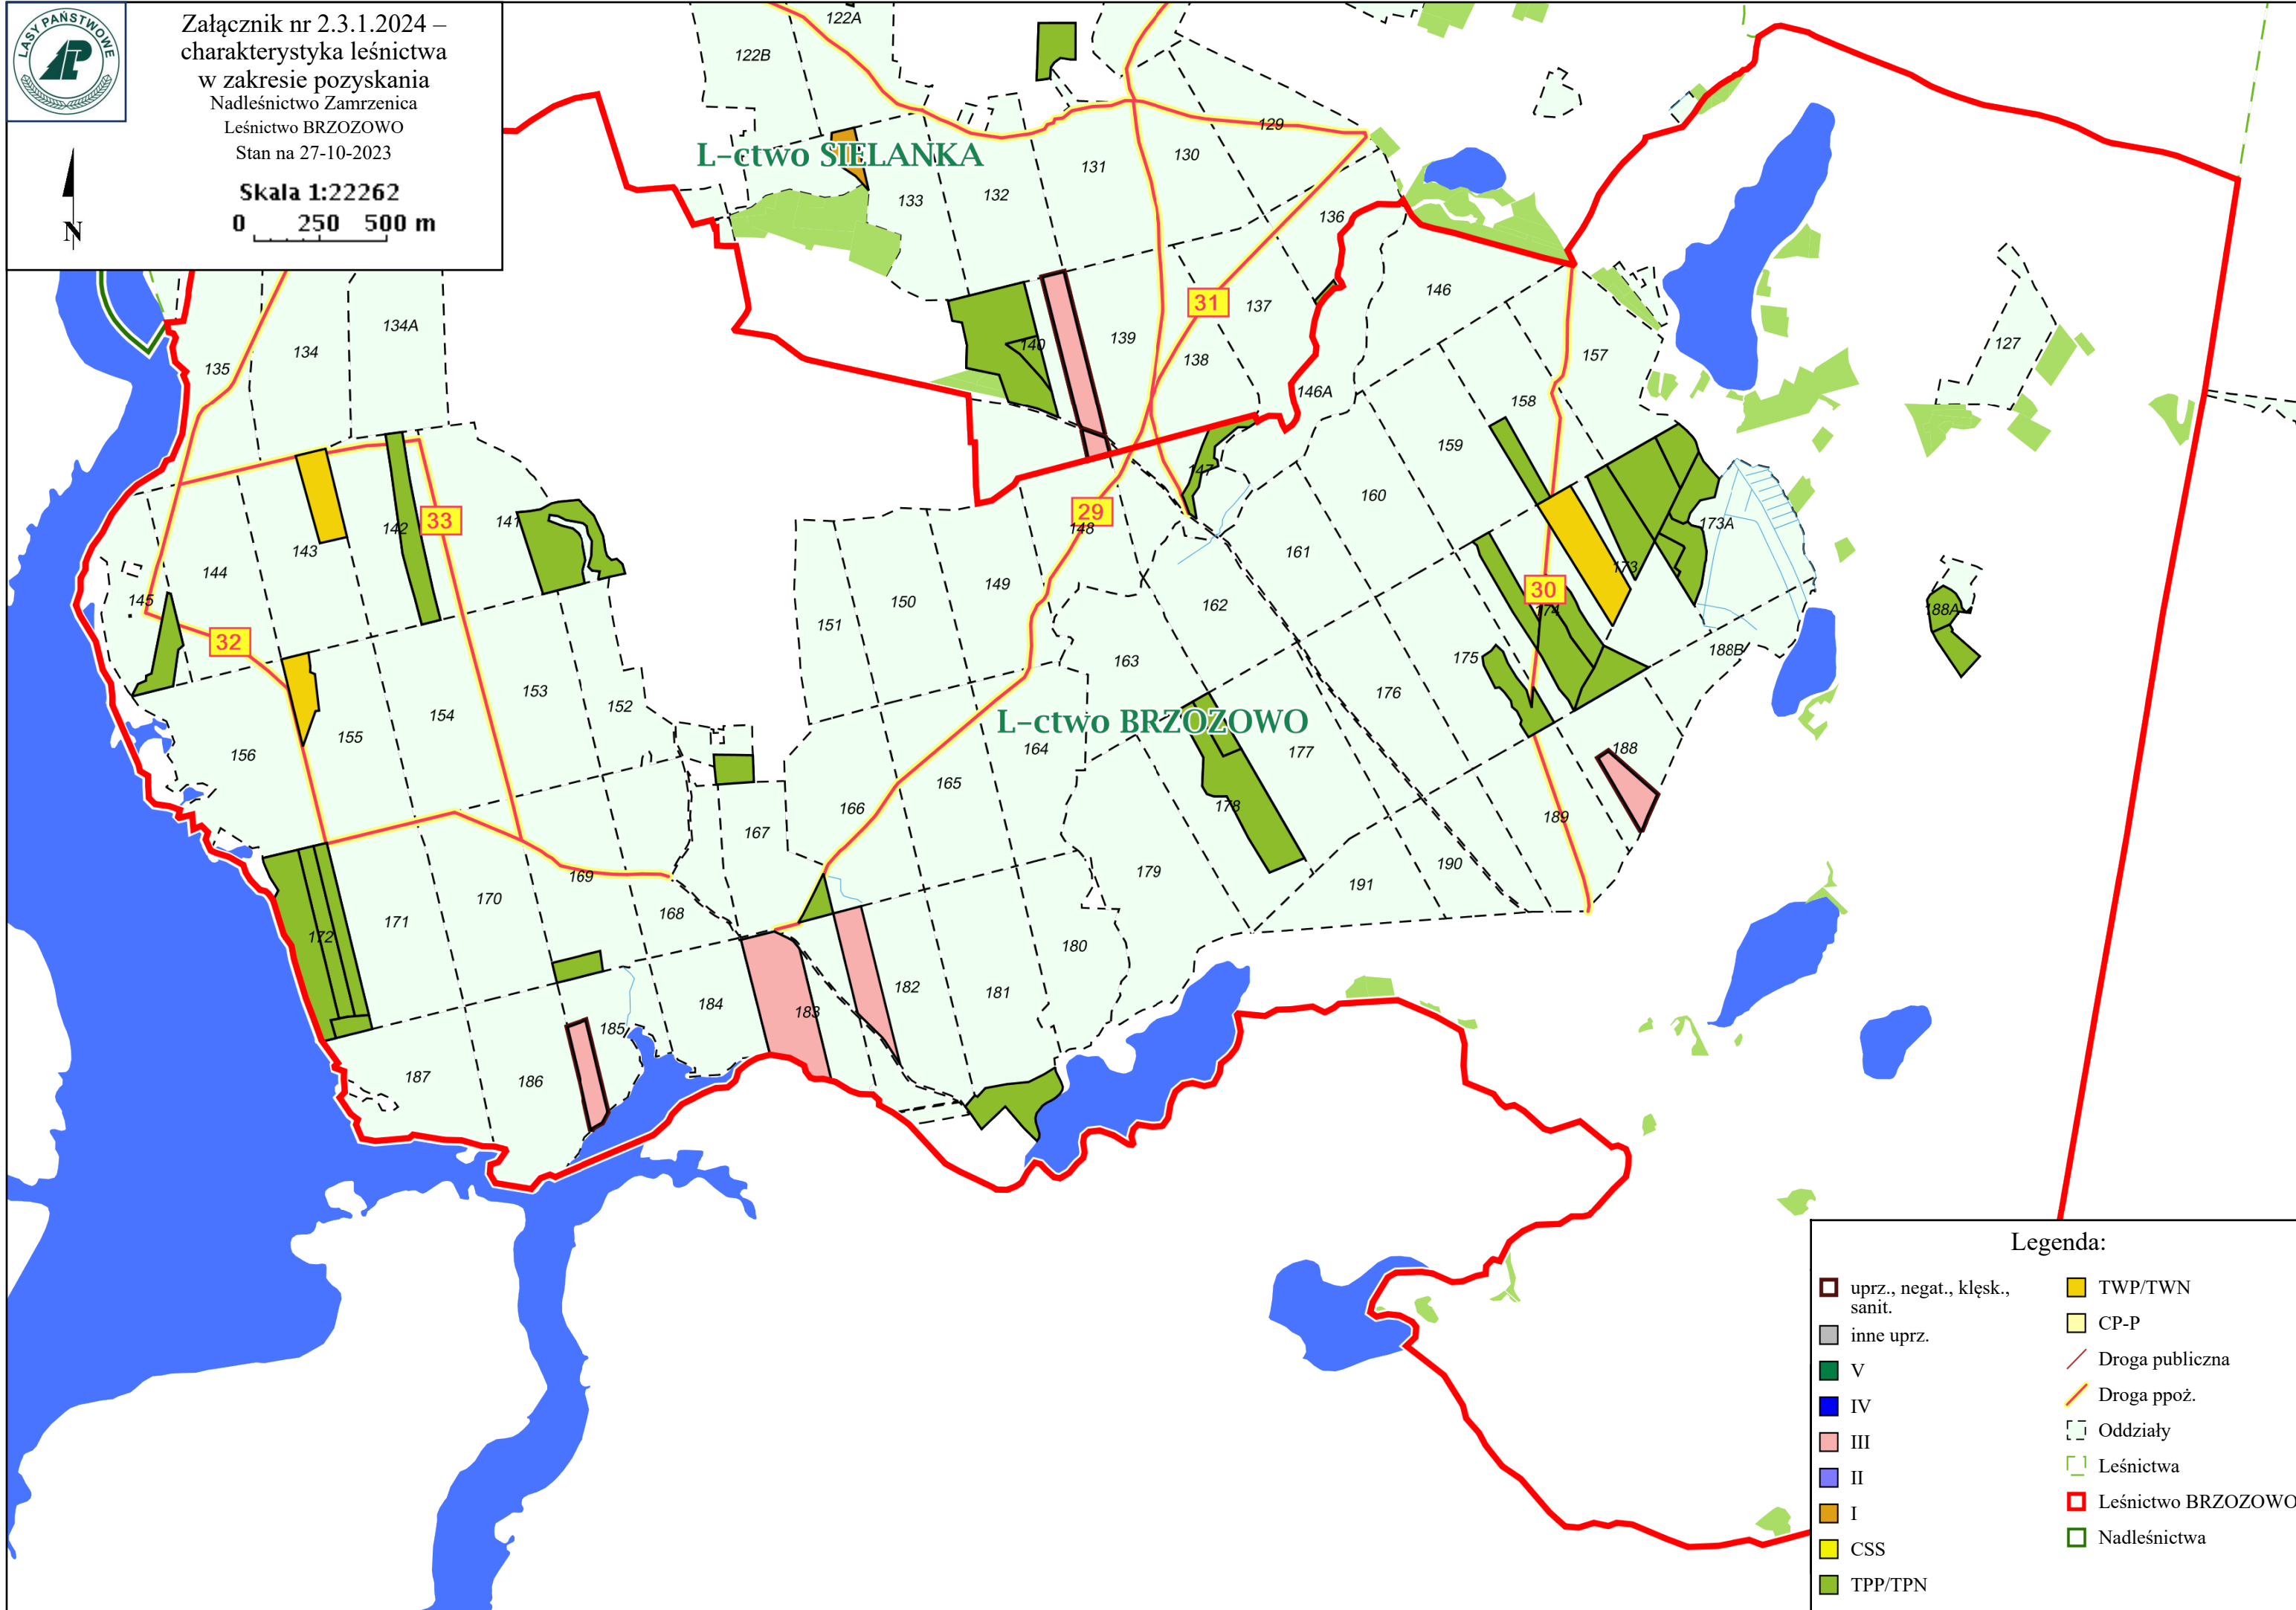 LASY PAŃSTWOWE
Załącznik nr 2.3.1.2024 –
charakterystyka leśnictwa
w zakresie pozyskania
Nadleśnictwo Zamrzenica
Leśnictwo BRZOZOWO
Stan na 27-10-2023
Skala 1:22262
0 250 500 m
N
122A
122B
129
L-ctwo SIELANKA
130
131
132
133
136
146
31
137
134A
139
140
138
134
157
127
135
146A
158
159
147
160
29
148
33
142
141
173A
143
161
173
144
149
30
150
162
188A
145
174
151
32
188B
163
175
153
176
152
154
L-ctwo BRZOZOWO
155
164
177
188
156
165
178
166
189
167
190
179
169
191
170
168
171
172
180
182
181
184
183
185
187
186
Legenda:
uprz., negat., klęsk.,
sanit.
inne uprz.
V
IV
III
II
I
CSS
TPP/TPN
TWP/TWN
CP-P
Droga publiczna
Droga ppoż.
Oddziały
Leśnictwa
Leśnictwo BRZOZOWO
Nadleśnictwa